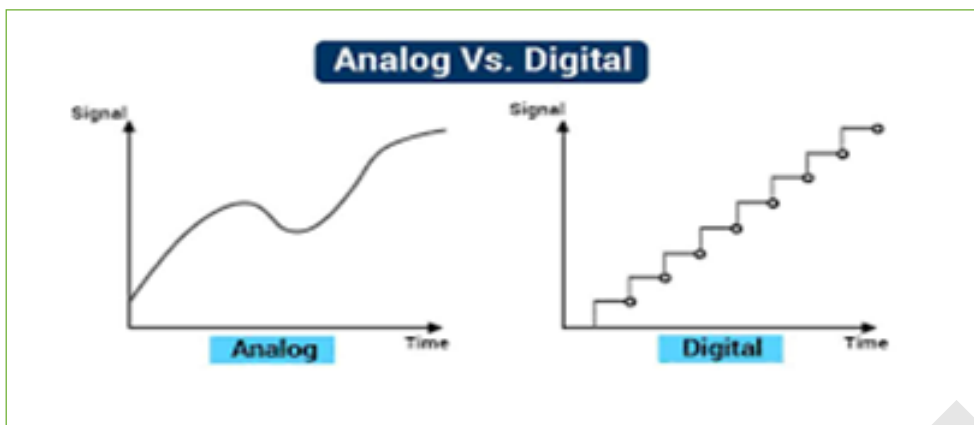 Analog Vs. Digital
Signal
Time
Analog
Signal
Time
Digital